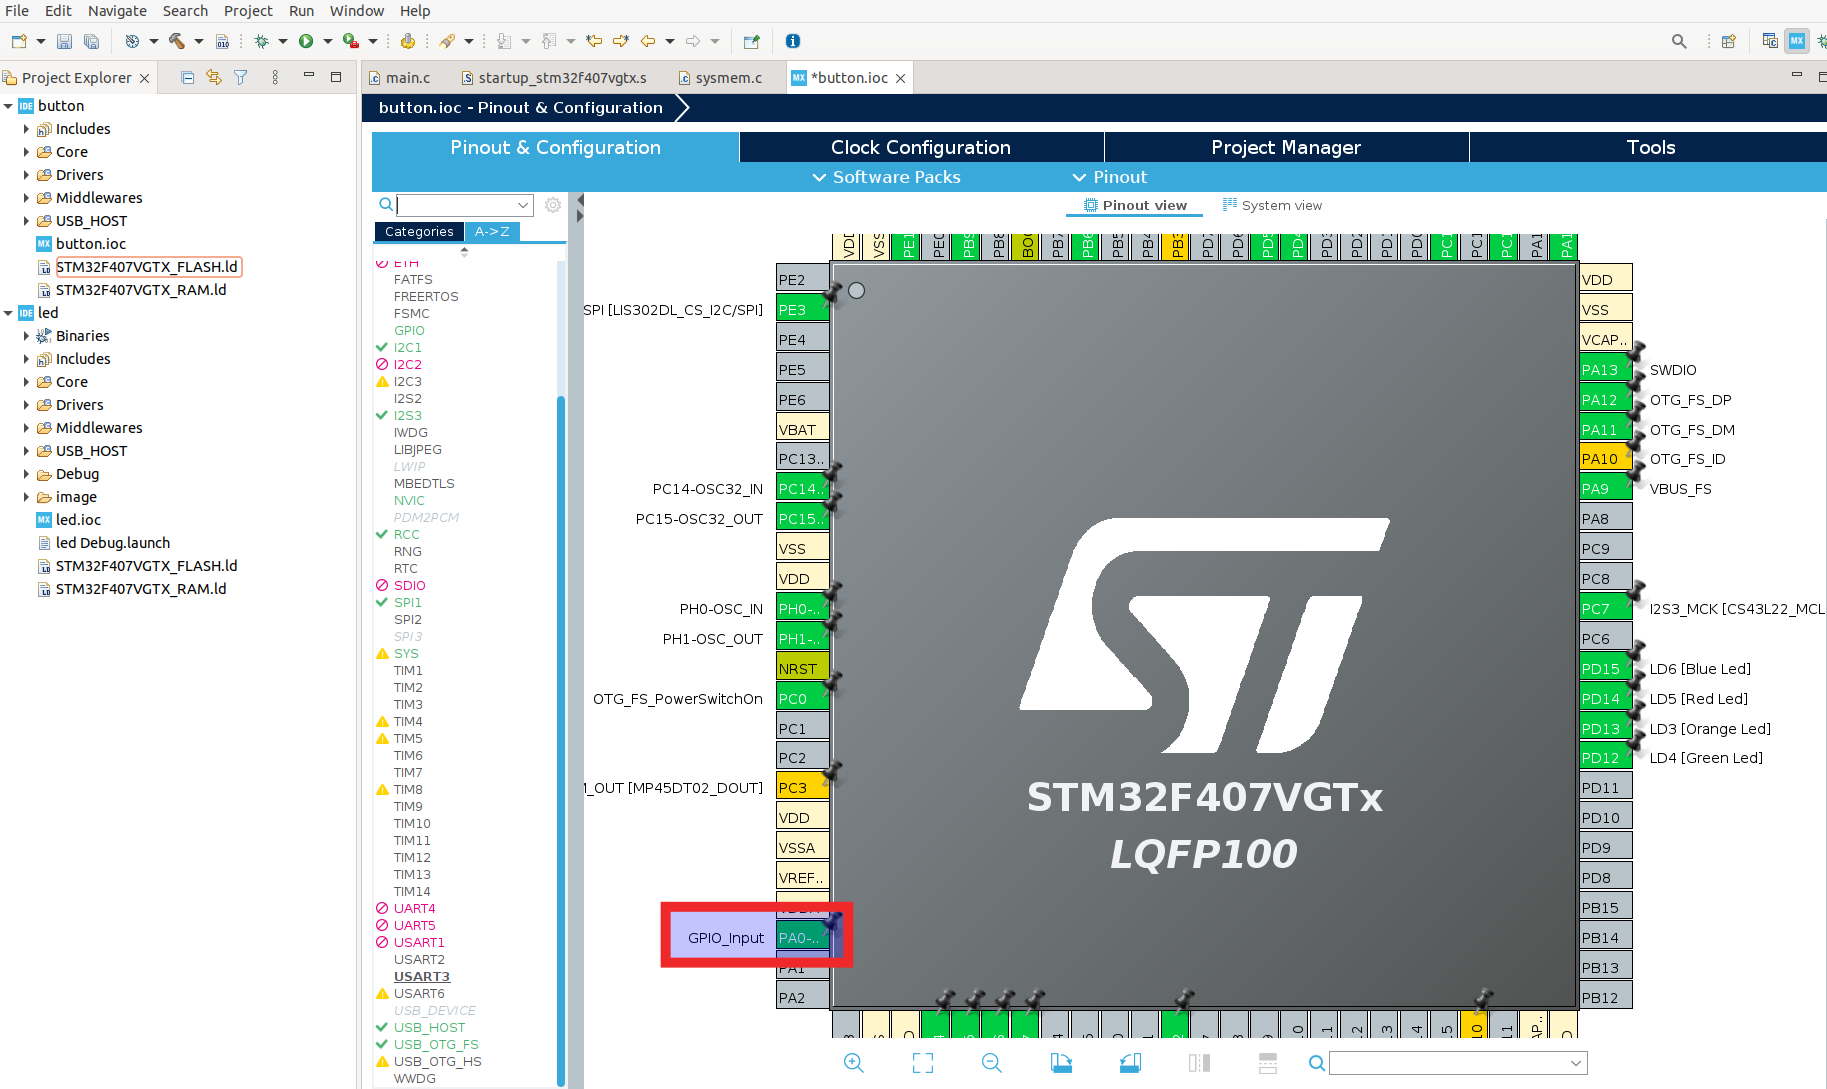 File Edit Navigate Search Project Run Window Help
Project Explorer
main.c startup_stm32f407vgtx.s sysmem.c *button.ioc
button
Includes
Core
Drivers
Middlewares
USB_HOST
button.ioc
STM32F407VGTX_FLASH.ld
STM32F407VGTX_RAM.ld
led
Binaries
Includes
Core
Drivers
Middlewares
USB_HOST
Debug
image
led.ioc
led Debug.launch
STM32F407VGTX_FLASH.ld
STM32F407VGTX_RAM.ld
button.ioc - Pinout & Configuration
Pinout & Configuration Clock Configuration Project Manager Tools
Software Packs Pinout
Pinout view System view
Categories A->Z
ETH
FATFS
FREERTOS
FSMC
GPIO
I2C1
I2C2
I2C3
I2S2
I2S3
IWDG
LIBJPEG
LWIP
MBEDTLS
NVIC
PDM2PCM
RCC
RNG
RTC
SDIO
SPI1
SPI2
SPI3
SYS
TIM1
TIM2
TIM3
TIM4
TIM5
TIM6
TIM7
TIM8
TIM9
TIM10
TIM11
TIM12
TIM13
TIM14
UART4
UART5
USART1
USART2
USART3
USART6
USB_DEVICE
USB_HOST
USB_OTG_FS
USB_OTG_HS
WWDG
PE2
SPI [LIS302DL_CS_I2C/SPI] PE3
PE4
PE5
PE6
VBAT
PC13..
PC14-OSC32_IN PC14..
PC15-OSC32_OUT PC15..
VSS
VDD
PH0-OSC_IN PH0-..
PH1-OSC_OUT PH1-..
NRST
OTG_FS_PowerSwitchOn PC0
PC1
PC2
M_OUT [MP45DT02_DOUT] PC3
VDD
VSSA
VREF..
GPIO_Input PA0-..
PA1
PA2
STM32F407VGTx
LQFP100
VDD
VSS
VCAP..
PA13 SWDIO
PA12 OTG_FS_DP
PA11 OTG_FS_DM
PA10 OTG_FS_ID
PA9 VBUS_FS
PA8
PC9
PC8
PC7 I2S3_MCK [CS43L22_MCL
PC6
PD15 LD6 [Blue Led]
PD14 LD5 [Red Led]
PD13 LD3 [Orange Led]
PD12 LD4 [Green Led]
PD11
PD10
PD9
PD8
PB15
PB14
PB13
PB12